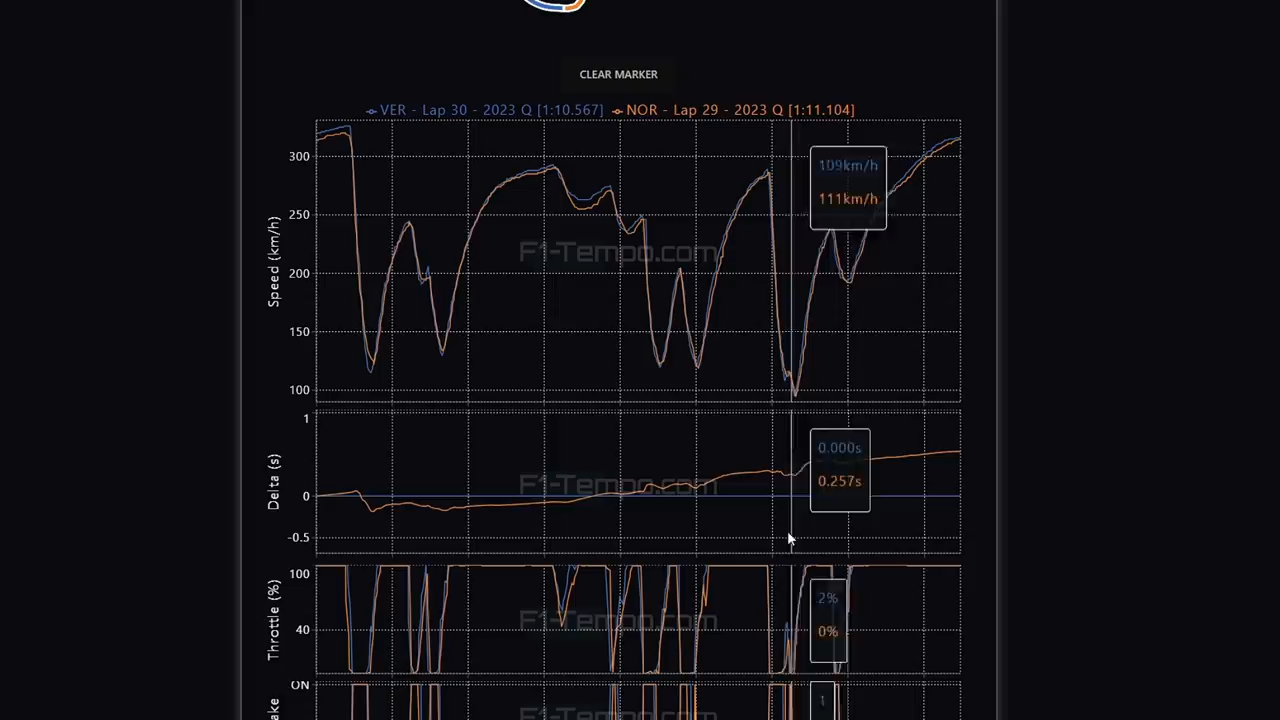 CLEAR MARKER
VER - Lap 30 - 2023 Q [1:10.567] NOR - Lap 29 - 2023 Q [1:11.104]
300
109km/h
111km/h
250
F1-Tempo.com
200
150
100
Speed (km/h)
1
0.000s
0.257s
F1-Tempo.com
0
-0.5
Delta (s)
100
2%
0%
F1-Tempo.com
40
Throttle (%)
ON
1
F1-Tempo.com
ake